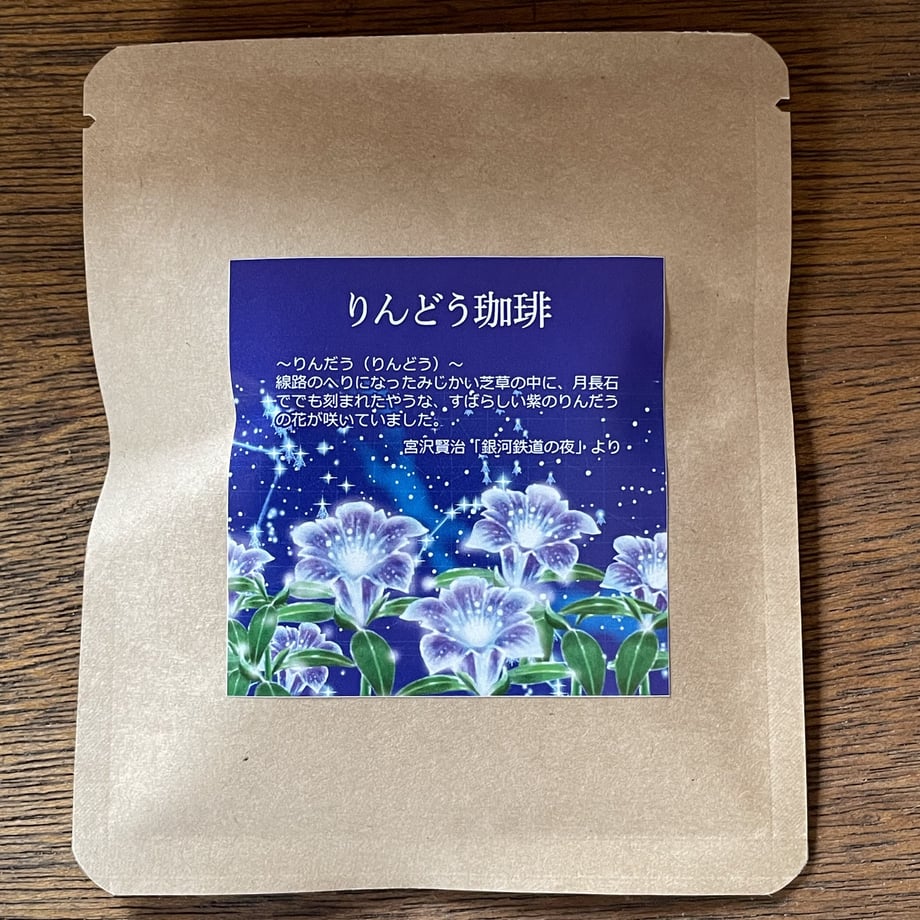 りんどう珈琲
～りんだう（りんどう）～
線路のへりになったみじかい芝草の中に、月長石
ででも刻まれたやうな、すばらしい紫のりんだう
の花が咲いていました。
宮沢賢治「銀河鉄道の夜」より